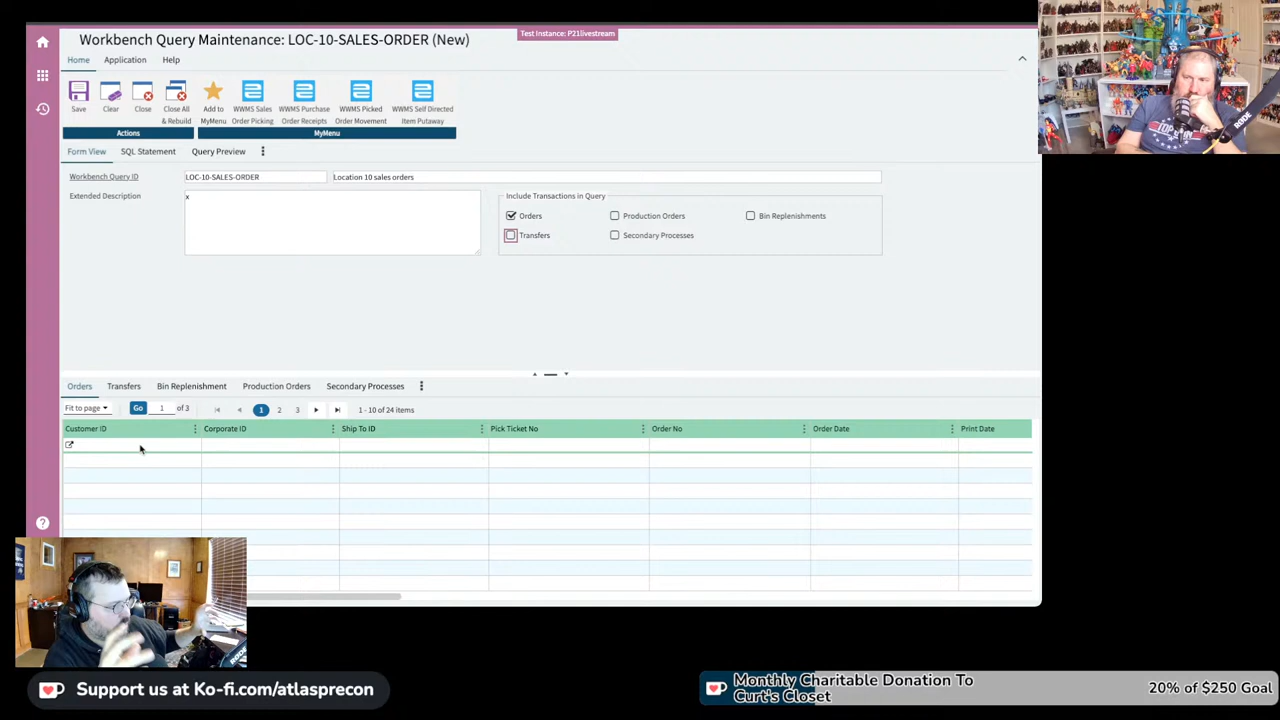 Test Instance: P21livestream
Workbench Query Maintenance: LOC-10-SALES-ORDER (New)
Home Application Help
Save Clear Close Close All & Rebuild Add to MyMenu WWMS Sales Order Picking WWMS Purchase Order Receipts WWMS Picked Order Movement WWMS Self Directed Item Putaway
Actions MyMenu
Form View SQL Statement Query Preview
Workbench Query ID LOC-10-SALES-ORDER Location 10 sales orders
Extended Description x Include Transactions in Query
Orders Production Orders Bin Replenishments
Transfers Secondary Processes
Orders Transfers Bin Replenishment Production Orders Secondary Processes
Fit to page Go 1 of 3 1 2 3 1 - 10 of 24 items
Customer ID Corporate ID Ship To ID Pick Ticket No Order No Order Date Print Date
RØDE
Support us at Ko-fi.com/atlasprecon
Monthly Charitable Donation To
Curt's Closet
20% of $250 Goal